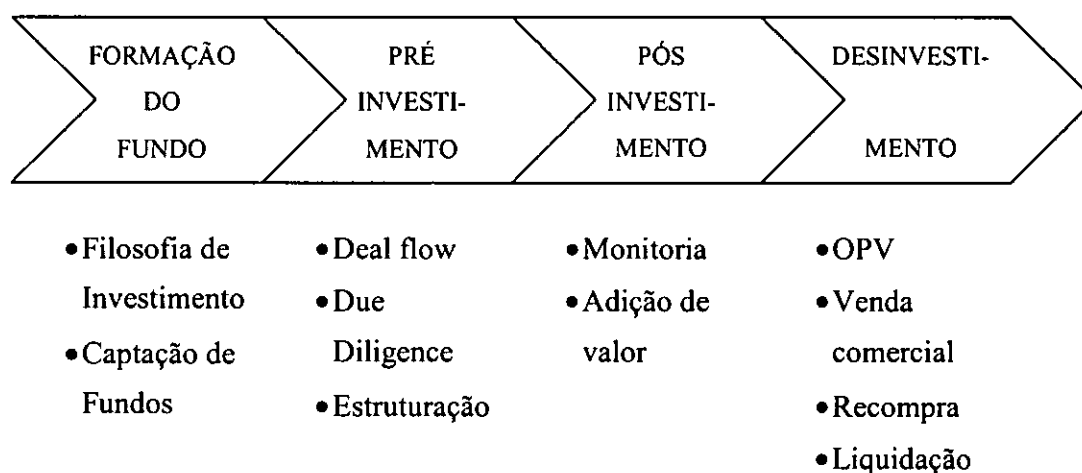 FORMAÇÃO
DO
FUNDO
PRÉ
INVESTI-
MENTO
PÓS
INVESTI-
MENTO
DESINVESTI-
MENTO
•Filosofia de
Investimento
•Captação de
Fundos
•Deal flow
•Due
Diligence
•Estruturação
•Monitoria
•Adição de
valor
•OPV
•Venda
comercial
•Recompra
•Liquidação